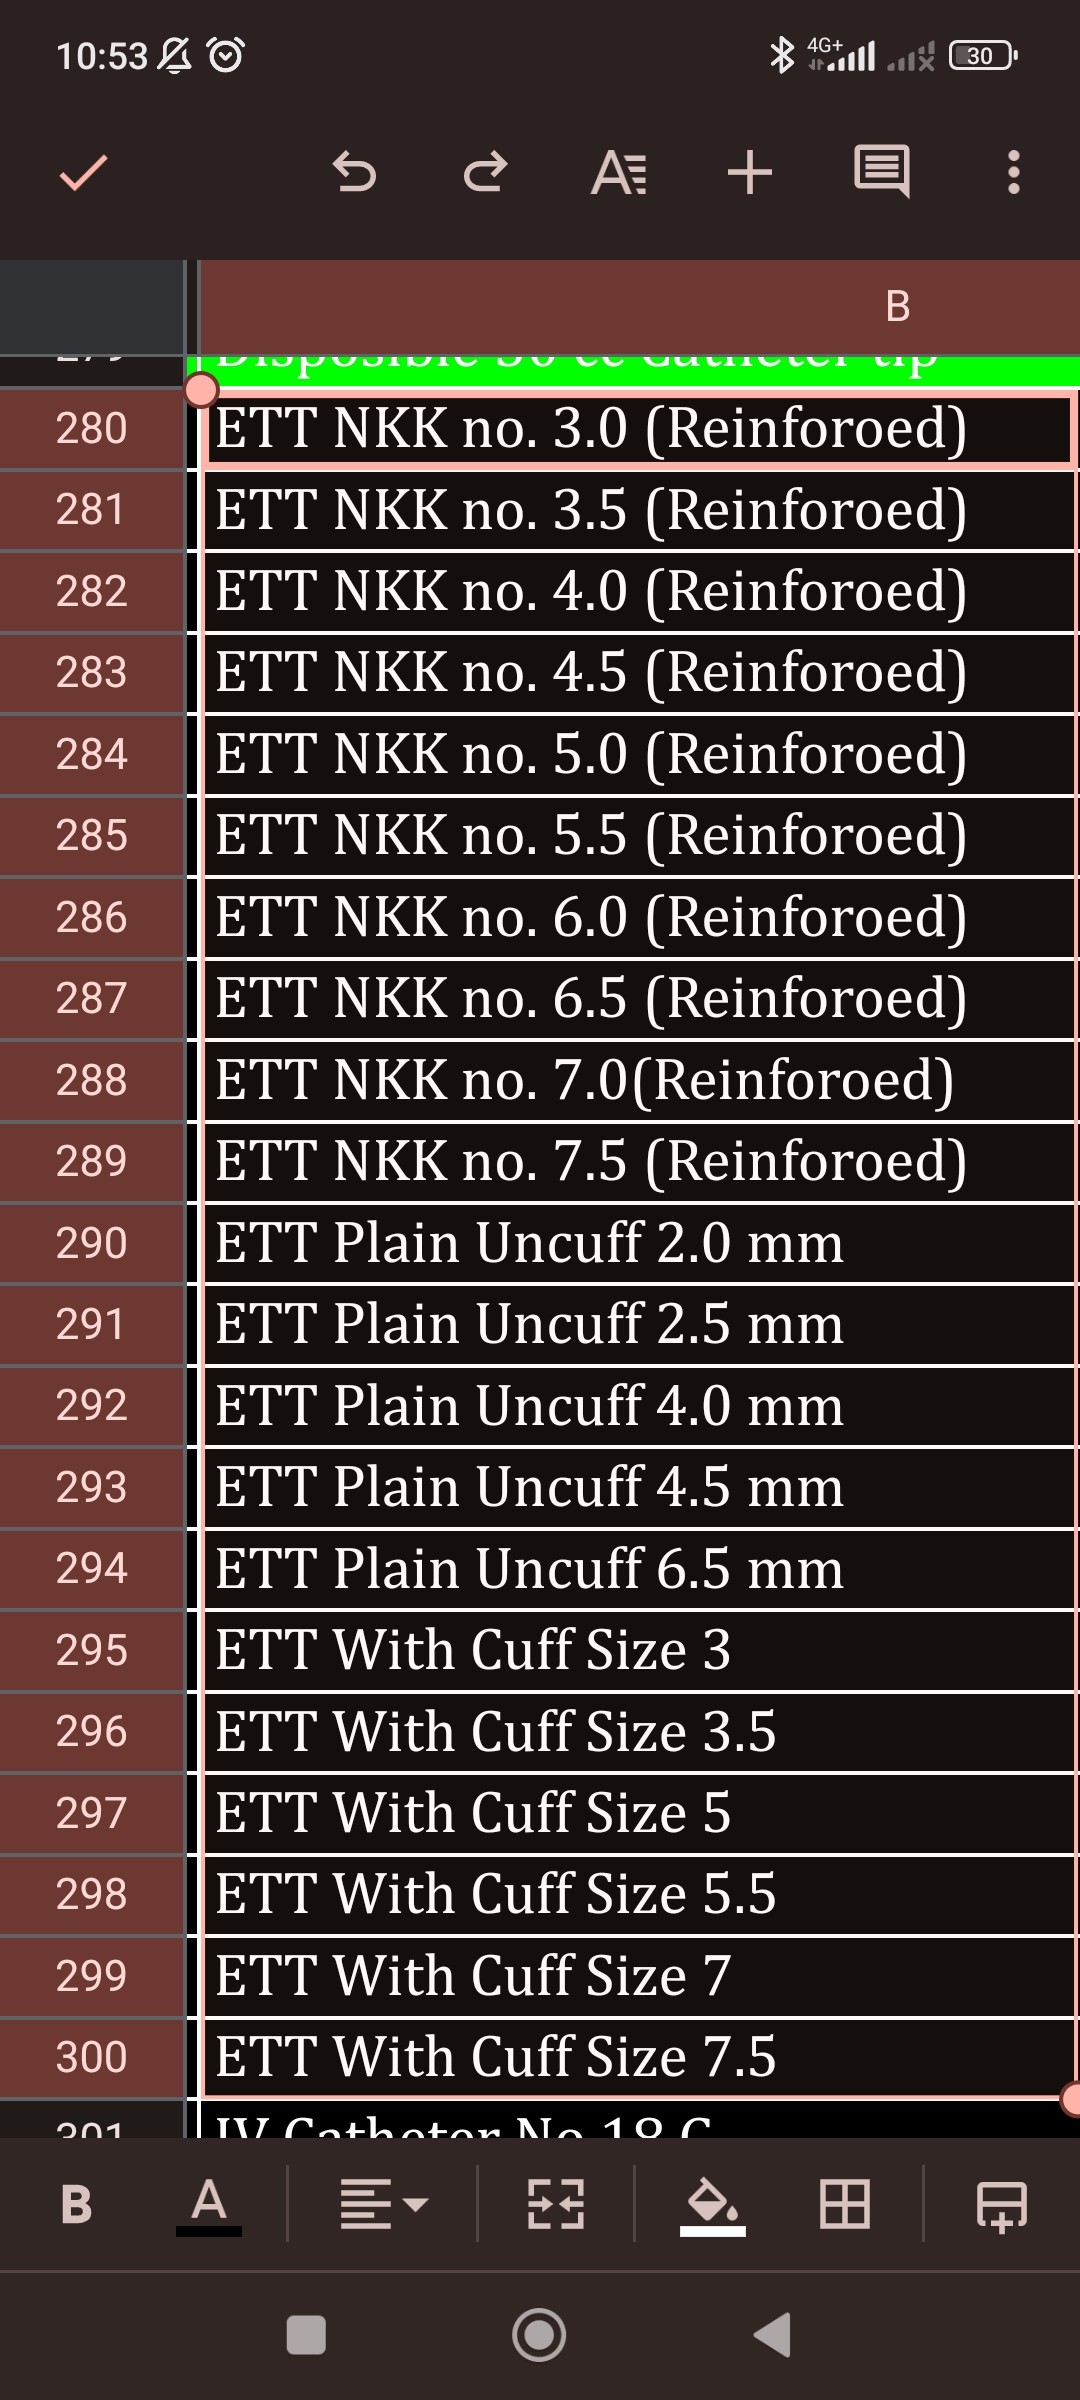 10:53
4G+
30
B
279 Disposible 50 cc Catheter tip
280 ETT NKK no. 3.0 (Reinforoed)
281 ETT NKK no. 3.5 (Reinforoed)
282 ETT NKK no. 4.0 (Reinforoed)
283 ETT NKK no. 4.5 (Reinforoed)
284 ETT NKK no. 5.0 (Reinforoed)
285 ETT NKK no. 5.5 (Reinforoed)
286 ETT NKK no. 6.0 (Reinforoed)
287 ETT NKK no. 6.5 (Reinforoed)
288 ETT NKK no. 7.0(Reinforoed)
289 ETT NKK no. 7.5 (Reinforoed)
290 ETT Plain Uncuff 2.0 mm
291 ETT Plain Uncuff 2.5 mm
292 ETT Plain Uncuff 4.0 mm
293 ETT Plain Uncuff 4.5 mm
294 ETT Plain Uncuff 6.5 mm
295 ETT With Cuff Size 3
296 ETT With Cuff Size 3.5
297 ETT With Cuff Size 5
298 ETT With Cuff Size 5.5
299 ETT With Cuff Size 7
300 ETT With Cuff Size 7.5
301 IV Catheter No 18 G
B A